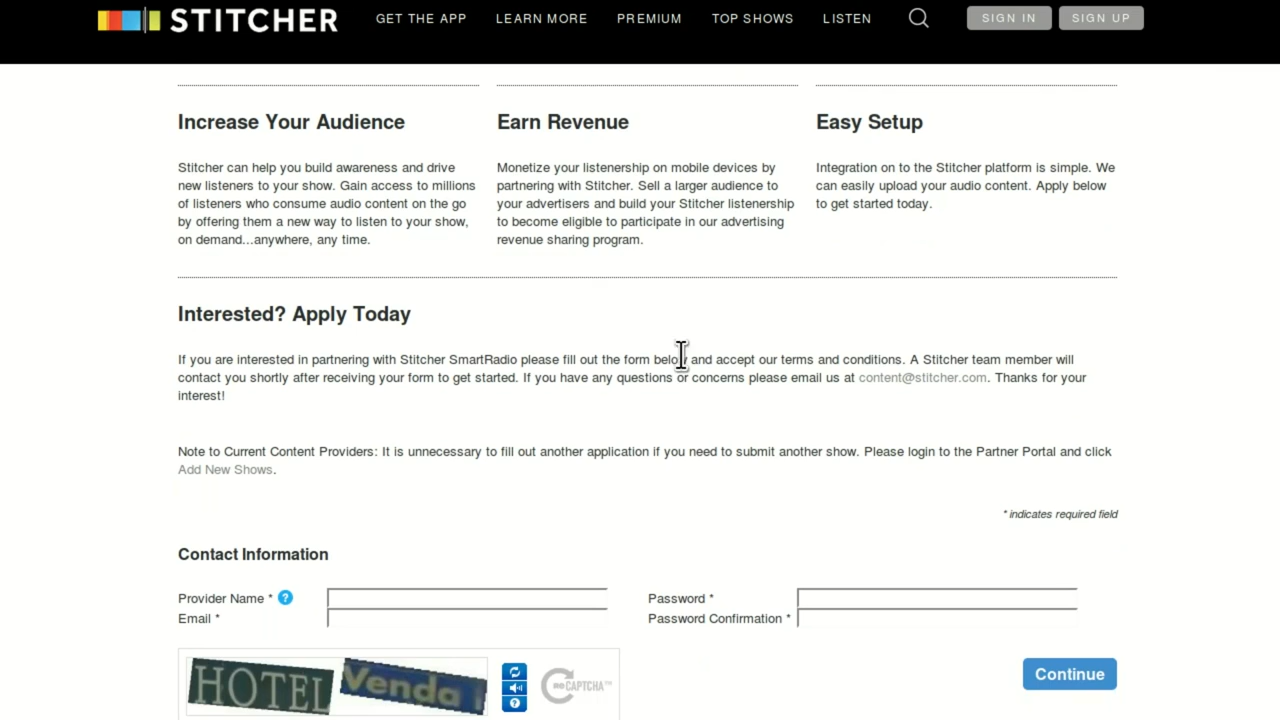 STITCHER GET THE APP LEARN MORE PREMIUM TOP SHOWS LISTEN SIGN IN SIGN UP
Increase Your Audience
Stitcher can help you build awareness and drive
new listeners to your show. Gain access to millions
of listeners who consume audio content on the go
by offering them a new way to listen to your show,
on demand...anywhere, any time.
Earn Revenue
Monetize your listenership on mobile devices by
partnering with Stitcher. Sell a larger audience to
your advertisers and build your Stitcher listenership
to become eligible to participate in our advertising
revenue sharing program.
Easy Setup
Integration on to the Stitcher platform is simple. We
can easily upload your audio content. Apply below
to get started today.
Interested? Apply Today
If you are interested in partnering with Stitcher SmartRadio please fill out the form below and accept our terms and conditions. A Stitcher team member will
contact you shortly after receiving your form to get started. If you have any questions or concerns please email us at content@stitcher.com. Thanks for your
interest!
Note to Current Content Providers: It is unnecessary to fill out another application if you need to submit another show. Please login to the Partner Portal and click
Add New Shows.
* indicates required field
Contact Information
Provider Name * ? Password *
Email * Password Confirmation *
HOTEL Venda ? reCAPTCHA™ Continue